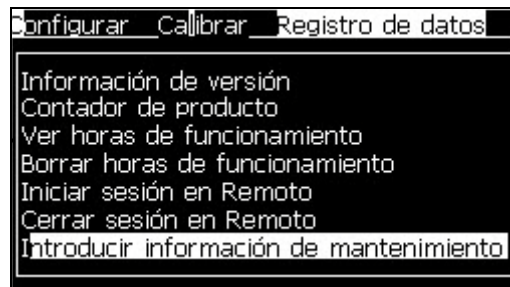 Configurar Calibrar Registro de datos
Información de versión
Contador de producto
Ver horas de funcionamiento
Borrar horas de funcionamiento
Iniciar sesión en Remoto
Cerrar sesión en Remoto
Introducir información de mantenimiento